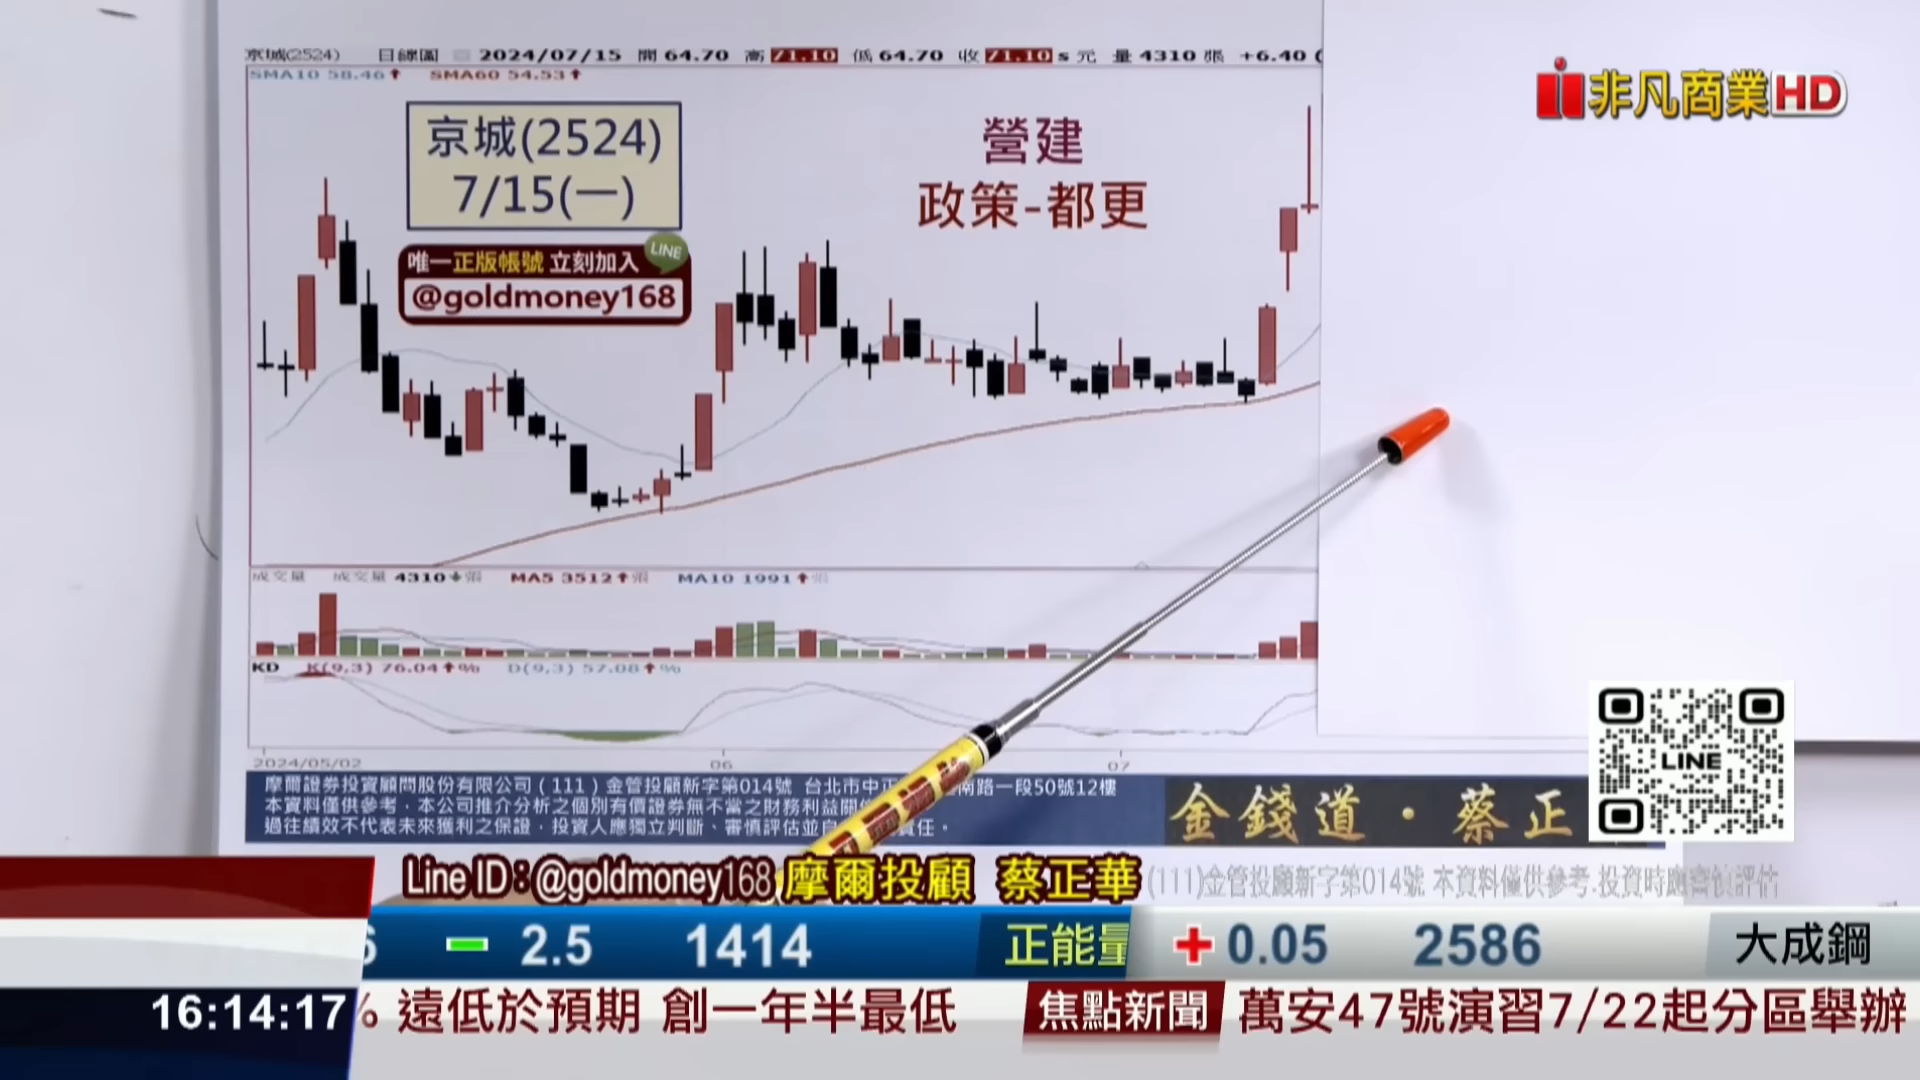 京城(2524) 日線圖 2024/07/15 開 64.70 高 71.10 低 64.70 收 71.10 s 元 量 4310 張 +6.40 (
SMA10 58.46↑ SMA60 54.53↑
非凡商業HD
京城(2524)
7/15(一)
營建
政策-都更
唯一正版帳號 立刻加入
LINE
@goldmoney168
成交量 成交量 4310↓張 MA5 3512↑張 MA10 1991↑張
KD K(9,3) 76.04↑% D(9,3) 57.08↑%
2024/05/02 06 07
LINE
摩爾證券投資顧問股份有限公司(111)金管投顧新字第014號 台北市中正 南路一段50號12樓
本資料僅供參考,本公司推介分析之個別有價證券無不當之財務利益關係
過往績效不代表未來獲利之保證,投資人應獨立判斷、審慎評估並自 責任。
金錢道・蔡正
Line ID:@goldmoney168 摩爾投顧 蔡正華 (111)金管投顧新字第014號 本資料僅供參考.投資時應審慎評估
6 － 2.5 1414 正能量 + 0.05 2586 大成鋼
16:14:17 % 遠低於預期 創一年半最低 焦點新聞 萬安47號演習7/22起分區舉辦